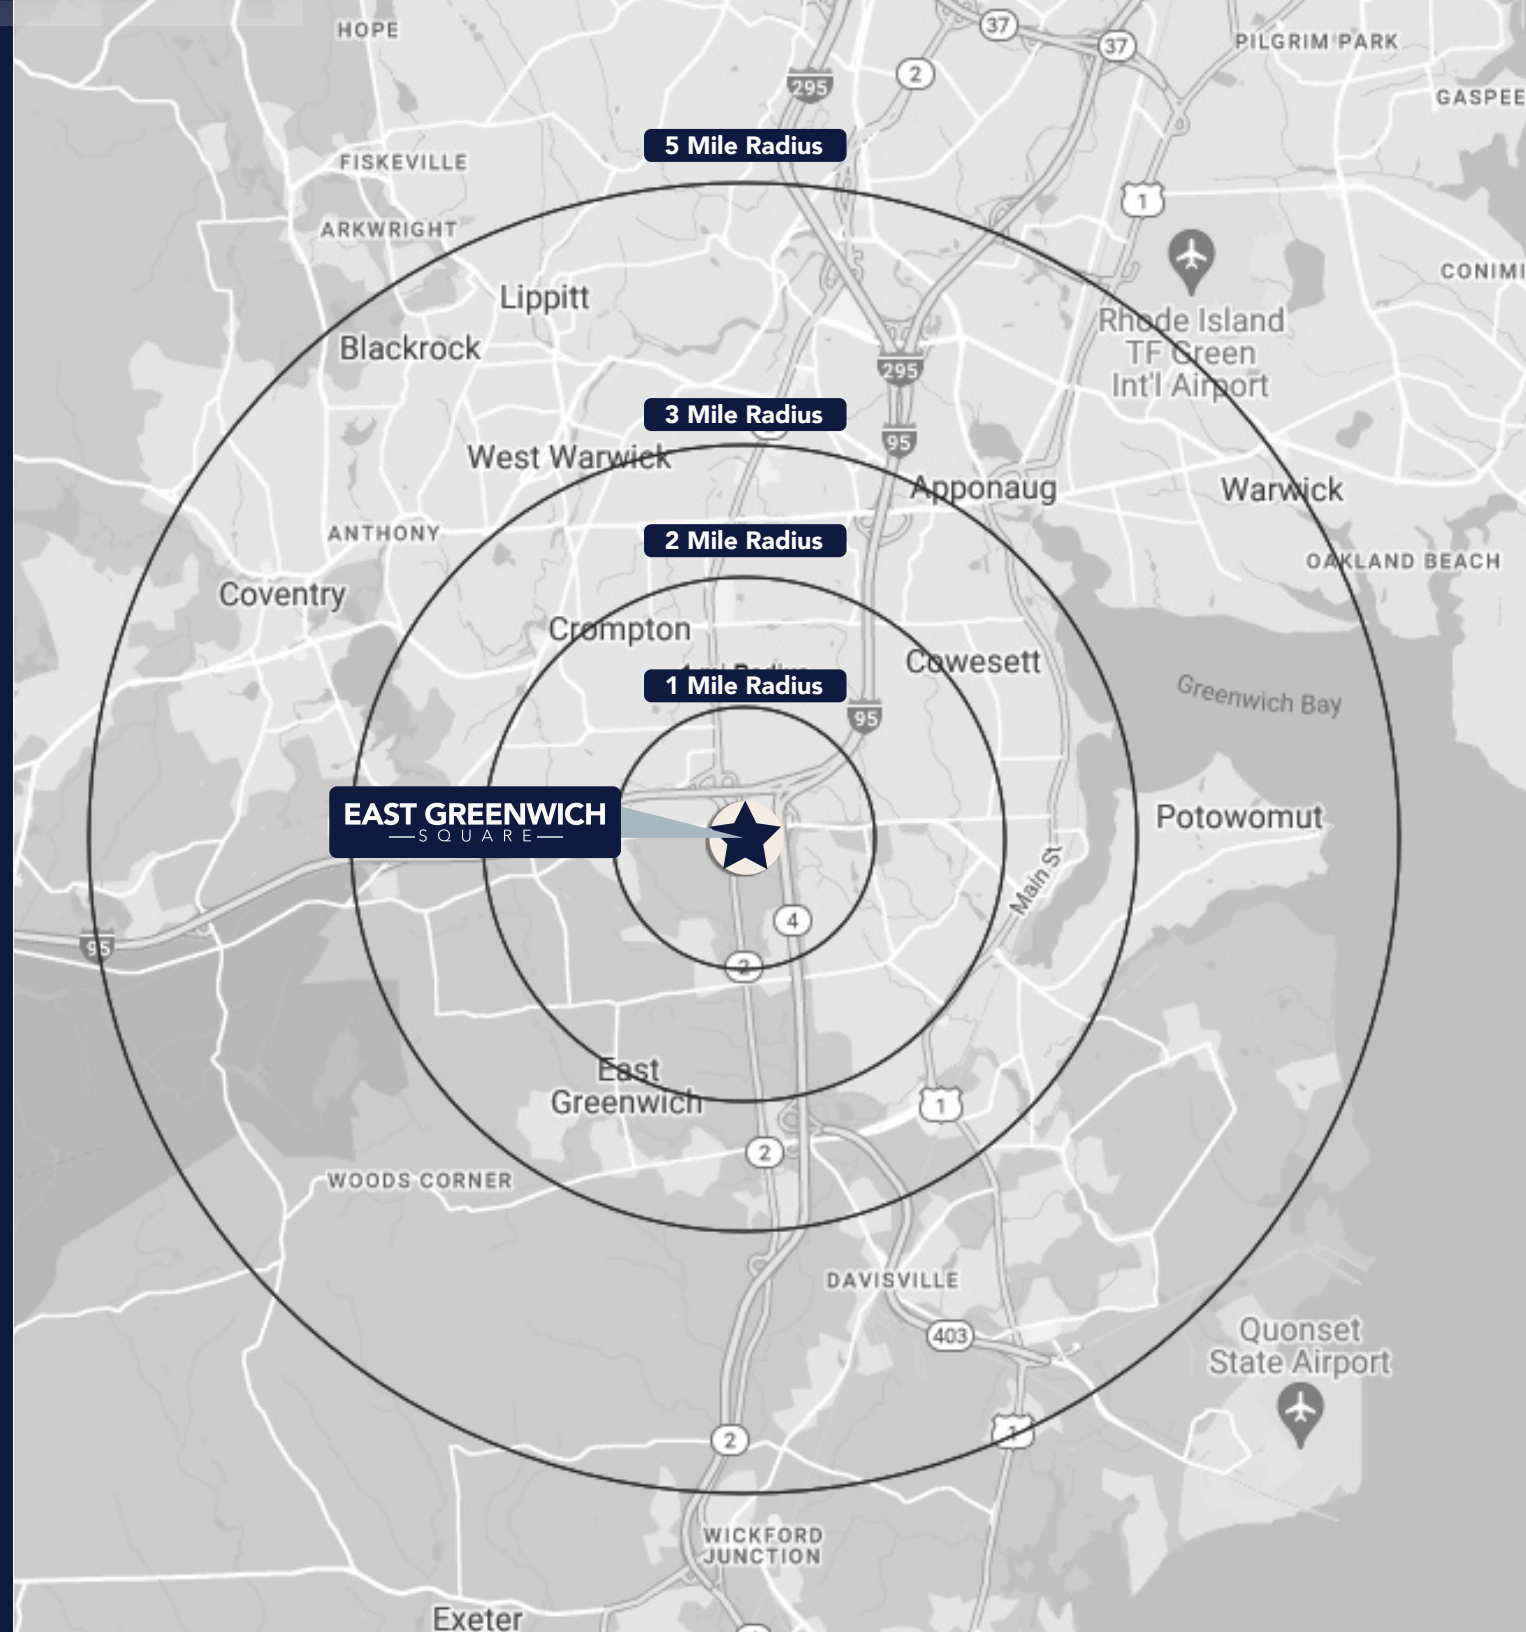 HOPE
37
37
PILGRIM PARK
295
2
GASPEE
5 Mile Radius
FISKEVILLE
1
ARKWRIGHT
CONIMI
Lippitt
Rhode Island
TF Green
Int'l Airport
Blackrock
295
3 Mile Radius
95
West Warwick
Apponaug
Warwick
ANTHONY
2 Mile Radius
OAKLAND BEACH
Coventry
Crompton
Cowesett
1 Mile Radius
Greenwich Bay
95
EAST GREENWICH
SQUARE
Potowomut
Main St
4
95
2
East
Greenwich
1
2
WOODS CORNER
DAVISVILLE
403
Quonset
State Airport
1
2
WICKFORD
JUNCTION
Exeter